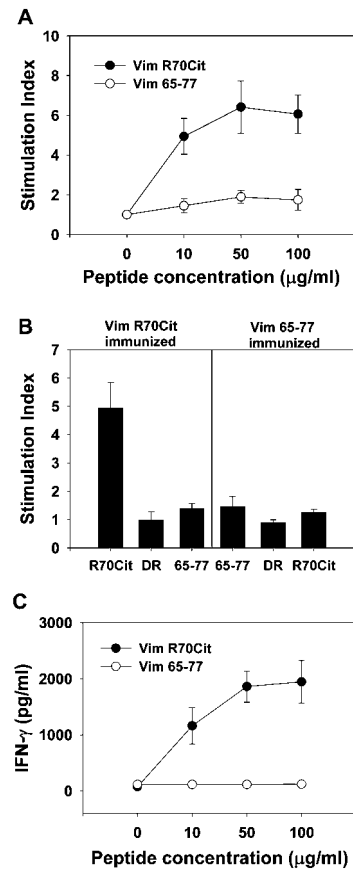 A
Vim R70Cit
Vim 65-77
10
8
6
4
2
0
Stimulation Index
0 10 50 100
Peptide concentration (μg/ml)
B
Vim R70Cit immunized
Vim 65-77 immunized
7
6
5
4
3
2
1
0
Stimulation Index
R70Cit DR 65-77 65-77 DR R70Cit
C
Vim R70Cit
Vim 65-77
3000
2000
1000
0
IFN-γ (pg/ml)
0 10 50 100
Peptide concentration (μg/ml)